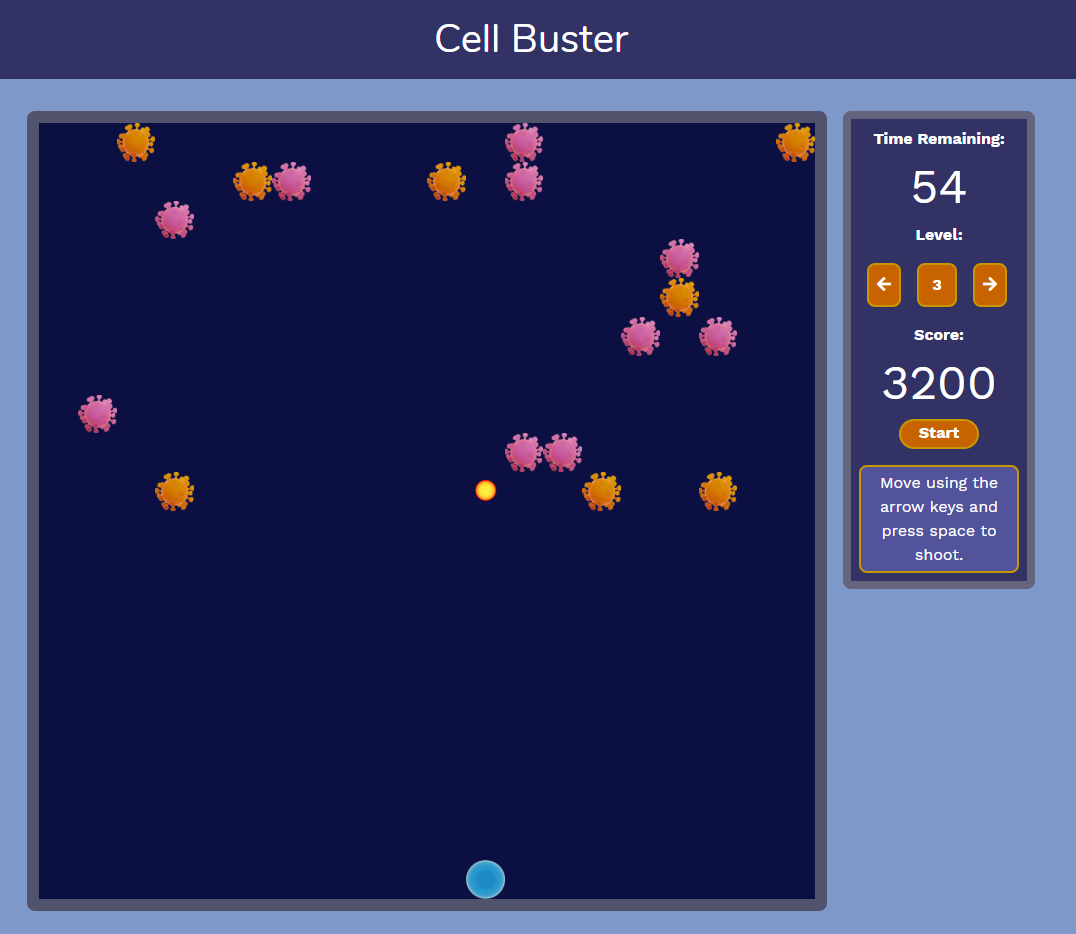 Cell Buster
Time Remaining:
54
Level:
3
Score:
3200
Start
Move using the
arrow keys and
press space to
shoot.